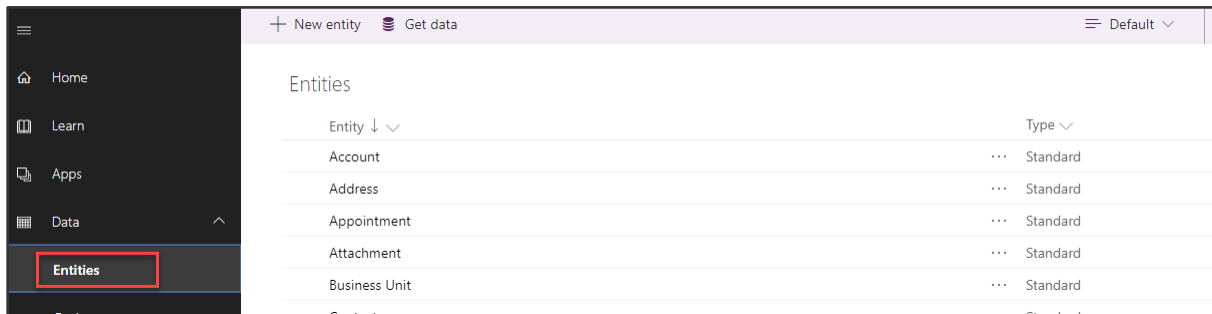 New entity Get data Default
Home
Learn
Apps
Data
Entities
Entities
Entity Type
Account Standard
Address Standard
Appointment Standard
Attachment Standard
Business Unit Standard